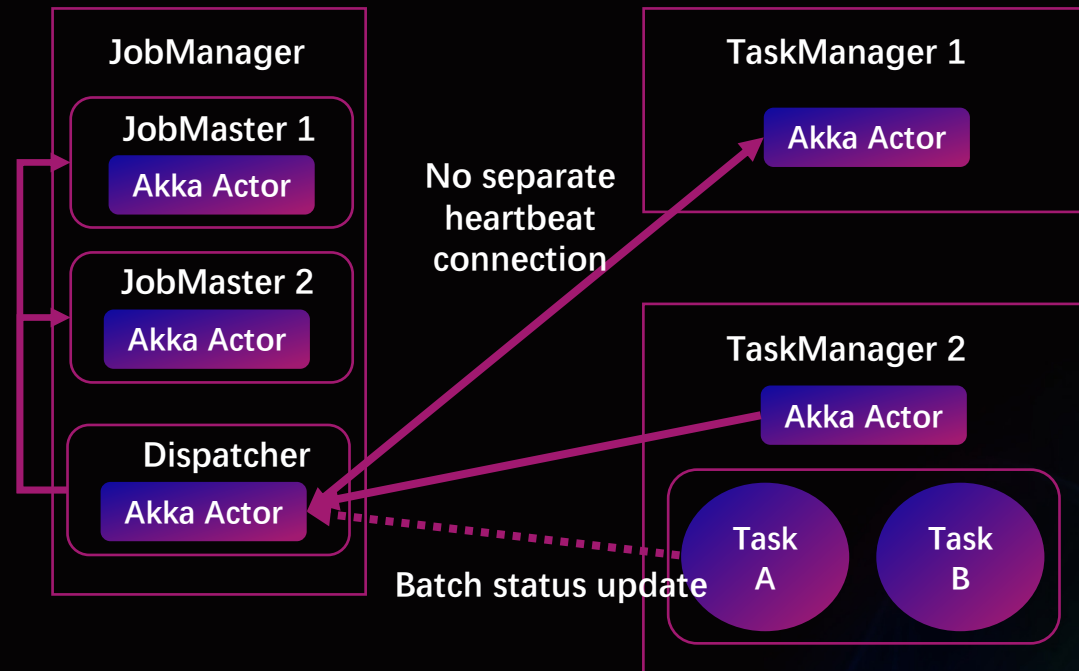 JobManager
JobMaster 1
Akka Actor
JobMaster 2
Akka Actor
Dispatcher
Akka Actor
No separate
heartbeat
connection
Batch status update
TaskManager 1
Akka Actor
TaskManager 2
Akka Actor
Task
A
Task
B